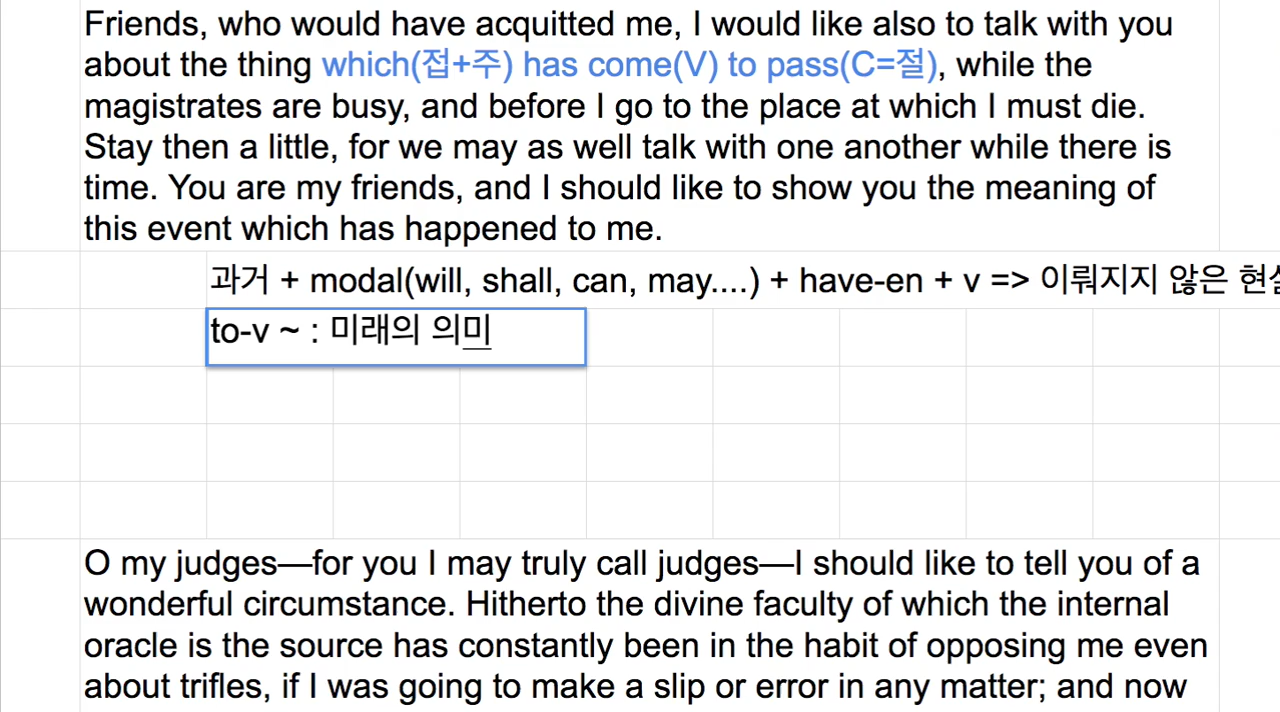 Friends, who would have acquitted me, I would like also to talk with you
about the thing which(접+주) has come(V) to pass(C=절), while the
magistrates are busy, and before I go to the place at which I must die.
Stay then a little, for we may as well talk with one another while there is
time. You are my friends, and I should like to show you the meaning of
this event which has happened to me.
과거 + modal(will, shall, can, may....) + have-en + v => 이뤄지지 않은
to-v ~ : 미래의 의미
O my judges—for you I may truly call judges—I should like to tell you of a
wonderful circumstance. Hitherto the divine faculty of which the internal
oracle is the source has constantly been in the habit of opposing me even
about trifles, if I was going to make a slip or error in any matter; and now